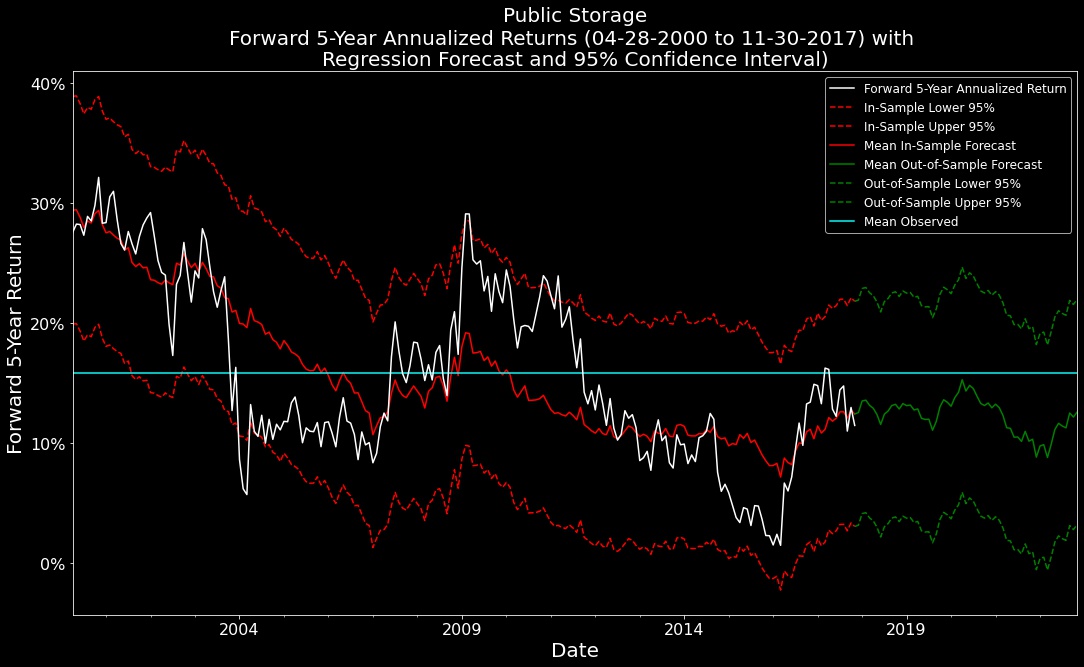 Public Storage
Forward 5-Year Annualized Returns (04-28-2000 to 11-30-2017) with
Regression Forecast and 95% Confidence Interval)
40%
30%
20%
10%
0%
Forward 5-Year Return
Forward 5-Year Annualized Return
In-Sample Lower 95%
In-Sample Upper 95%
Mean In-Sample Forecast
Mean Out-of-Sample Forecast
Out-of-Sample Lower 95%
Out-of-Sample Upper 95%
Mean Observed
2004
2009
2014
2019
Date